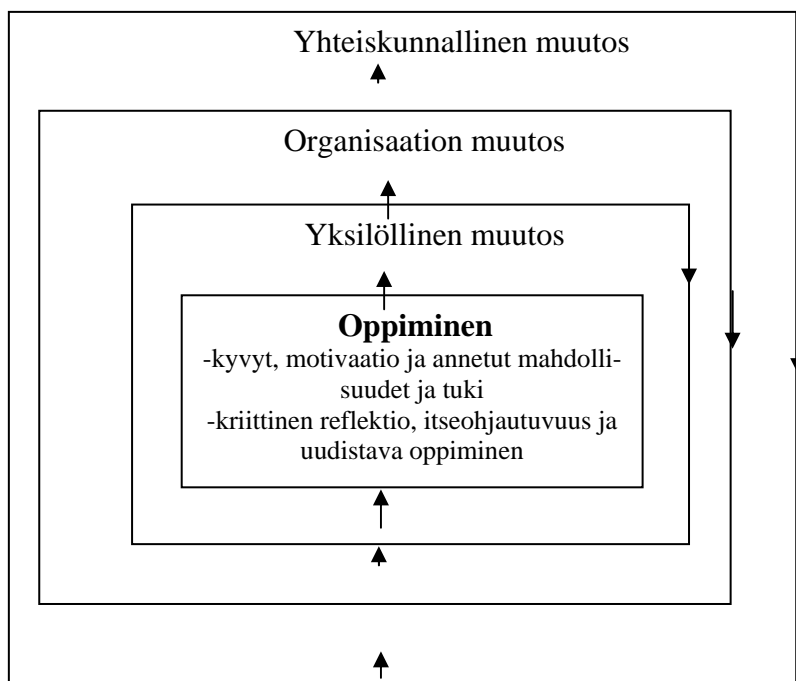 Yhteiskunnallinen muutos
Organisaation muutos
Yksilöllinen muutos
Oppiminen
-kyvyt, motivaatio ja annetut mahdolli-
suudet ja tuki
-kriittinen reflektio, itseohjautuvuus ja
uudistava oppiminen